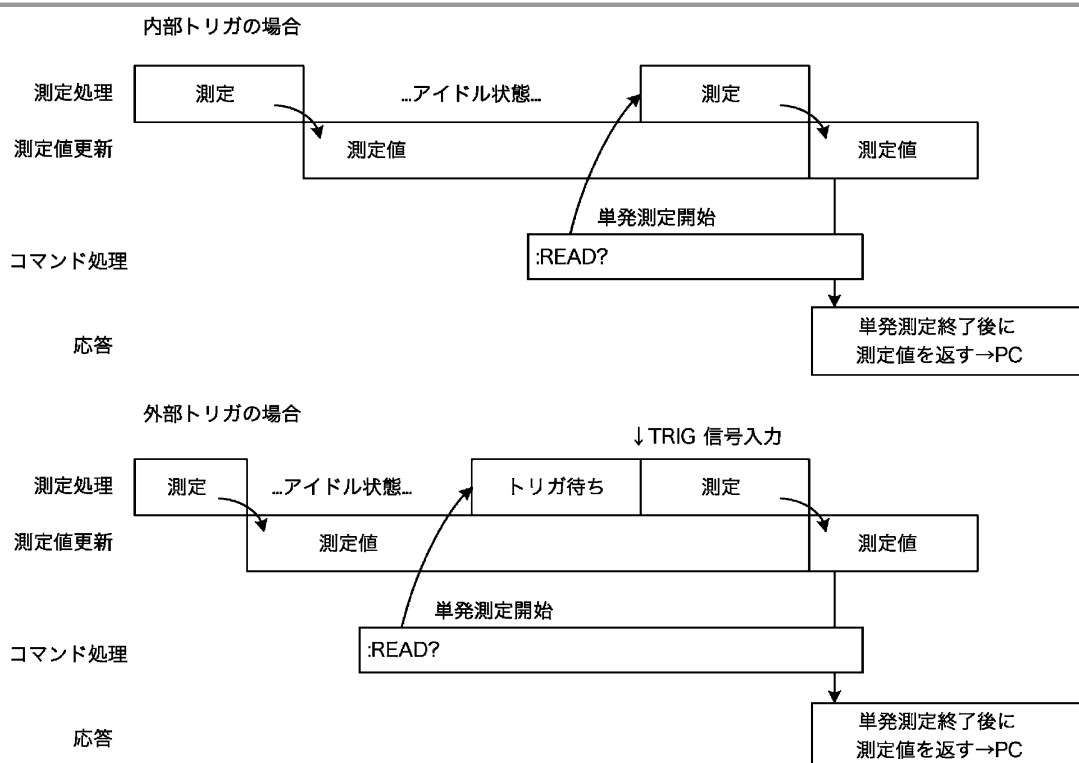 内部トリガの場合
測定処理
測定
...アイドル状態...
測定
測定値更新
測定値
測定値
単発測定開始
コマンド処理
:READ?
応答
単発測定終了後に
測定値を返す→PC
外部トリガの場合
↓TRIG 信号入力
測定処理
測定
...アイドル状態...
トリガ待ち
測定
測定値更新
測定値
測定値
単発測定開始
コマンド処理
:READ?
応答
単発測定終了後に
測定値を返す→PC